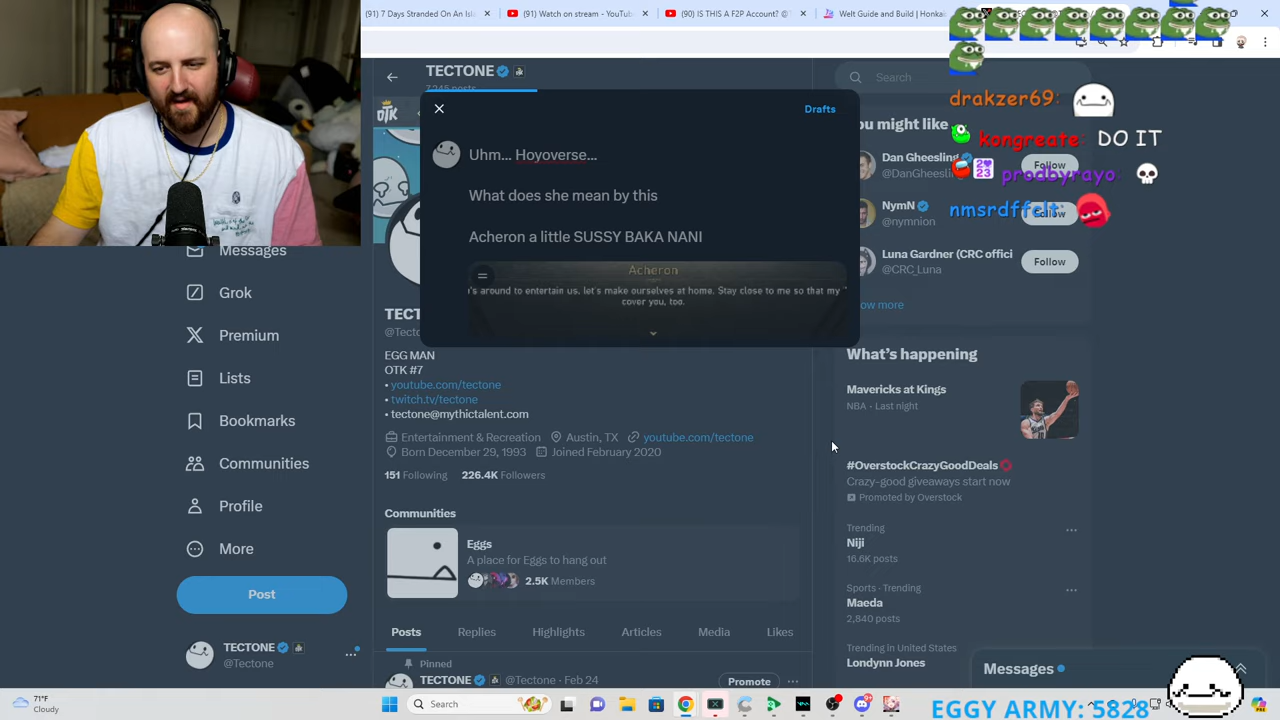 (91) 7 Days Stranded On An
stream - YouTu
(90) IS THIS A F2P Account?
Welt Guide and Build | Honkai
TECTONE
7,245 posts
Search
Drafts
Uhm... Hoyoverse...
What does she mean by this
Acheron a little SUSSY BAKA NANI
Acheron
's around to entertain us, let's make ourselves at home. Stay close to me so that my
cover you, too.
Messages
Grok
Premium
Lists
Bookmarks
Communities
Profile
More
Post
TECTONE
@Tectone
EGG MAN
OTK #7
• youtube.com/tectone
• twitch.tv/tectone
• tectone@mythictalent.com
Entertainment & Recreation Austin, TX youtube.com/tectone
Born December 29, 1993 Joined February 2020
151 Following 226.4K Followers
Communities
Eggs
A place for Eggs to hang out
2.5K Members
Posts Replies Highlights Articles Media Likes
Pinned
TECTONE @Tectone · Feb 24
Promote
ou might like
Dan Gheesling
@DanGheesli
Follow
NymN
@nymnion
Follow
Luna Gardner (CRC offici
@CRC_Luna
Follow
ow more
What's happening
Mavericks at Kings
NBA · Last night
#OverstockCrazyGoodDeals
Crazy-good giveaways start now
Promoted by Overstock
Trending
Niji
16.6K posts
Sports · Trending
Maeda
2,840 posts
Trending in United States
Londynn Jones
Messages
drakzer69:
kongreate: DO IT
prodbyrayo:
nmsrdffelt:
71°F
Cloudy
Search
EGGY ARMY: 5828